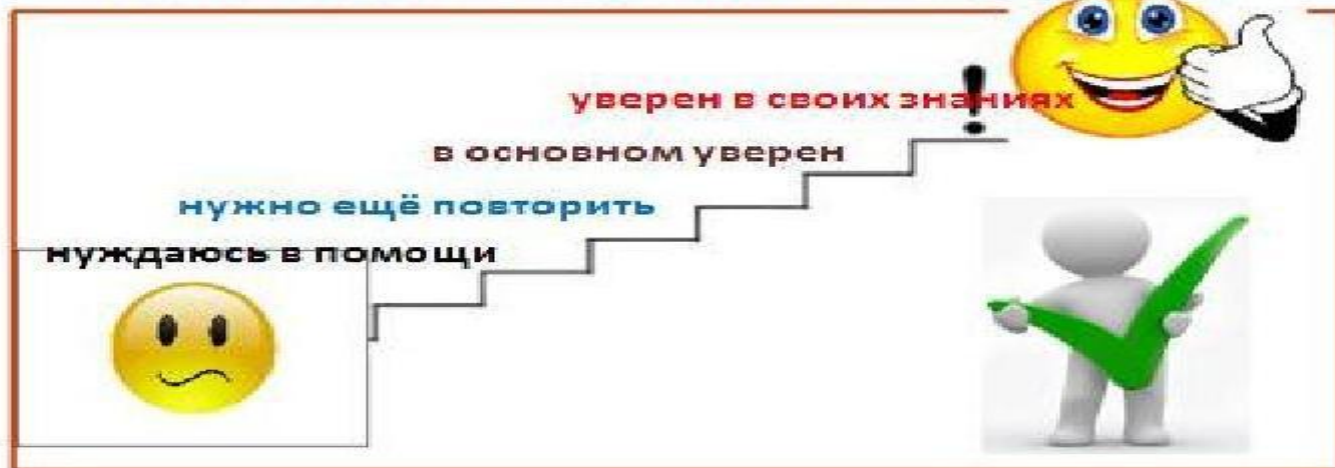 уверен в своих знаниях !
в основном уверен
нужно ещё повторить
нуждаюсь в помощи